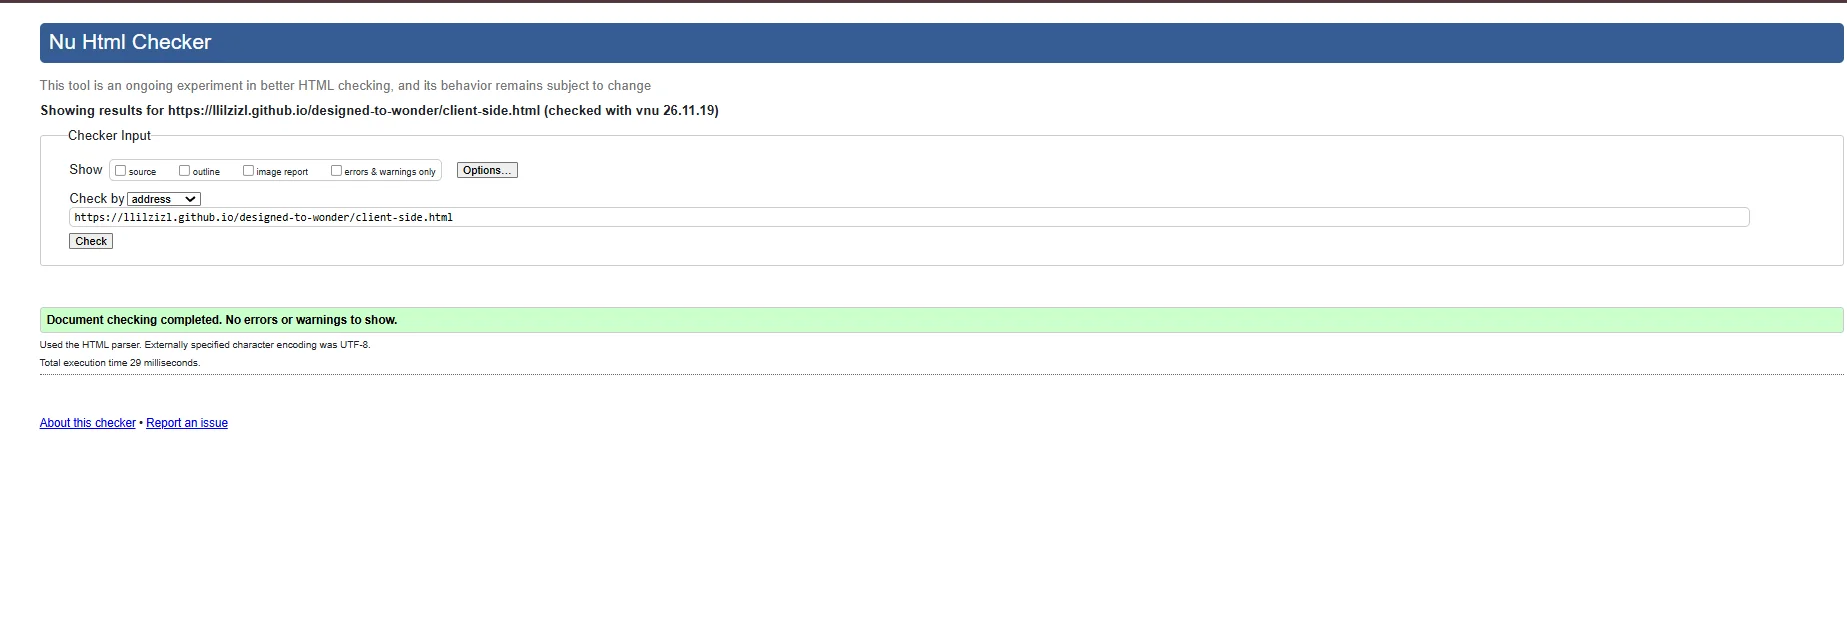 Nu Html Checker
This tool is an ongoing experiment in better HTML checking, and its behavior remains subject to change
Showing results for https://llilzizl.github.io/designed-to-wonder/client-side.html (checked with vnu 26.11.19)
Checker Input
Show source outline image report errors & warnings only Options...
Check by address
https://llilzizl.github.io/designed-to-wonder/client-side.html
Check
Document checking completed. No errors or warnings to show.
Used the HTML parser. Externally specified character encoding was UTF-8.
Total execution time 29 milliseconds.
About this checker • Report an issue